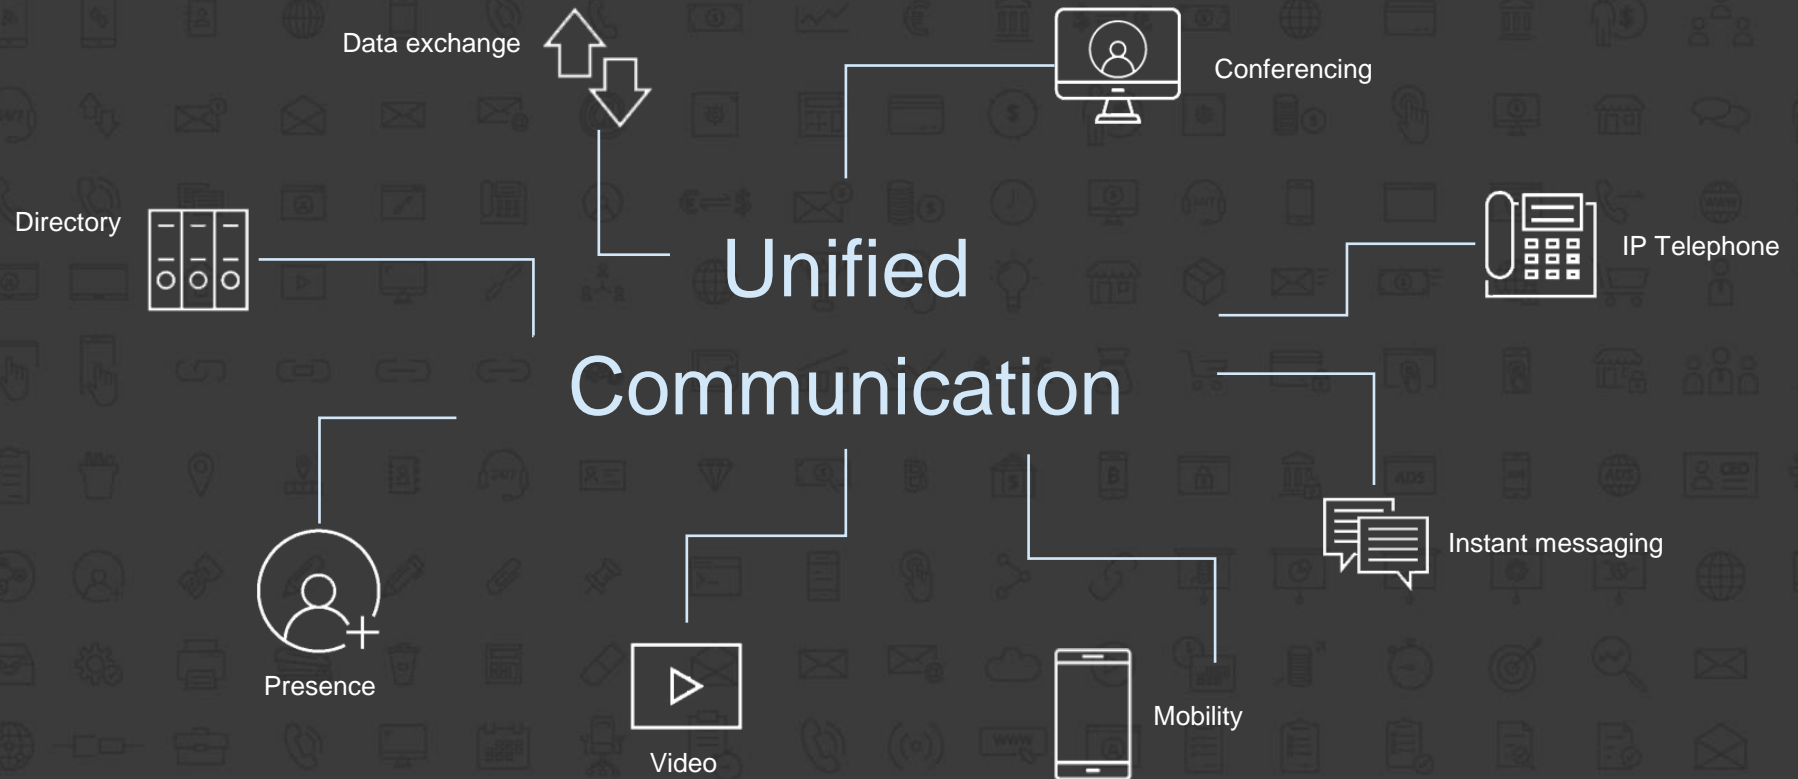 Data exchange
Conferencing
Directory
IP Telephone
Unified
Communication
Instant messaging
Presence
Mobility
Video